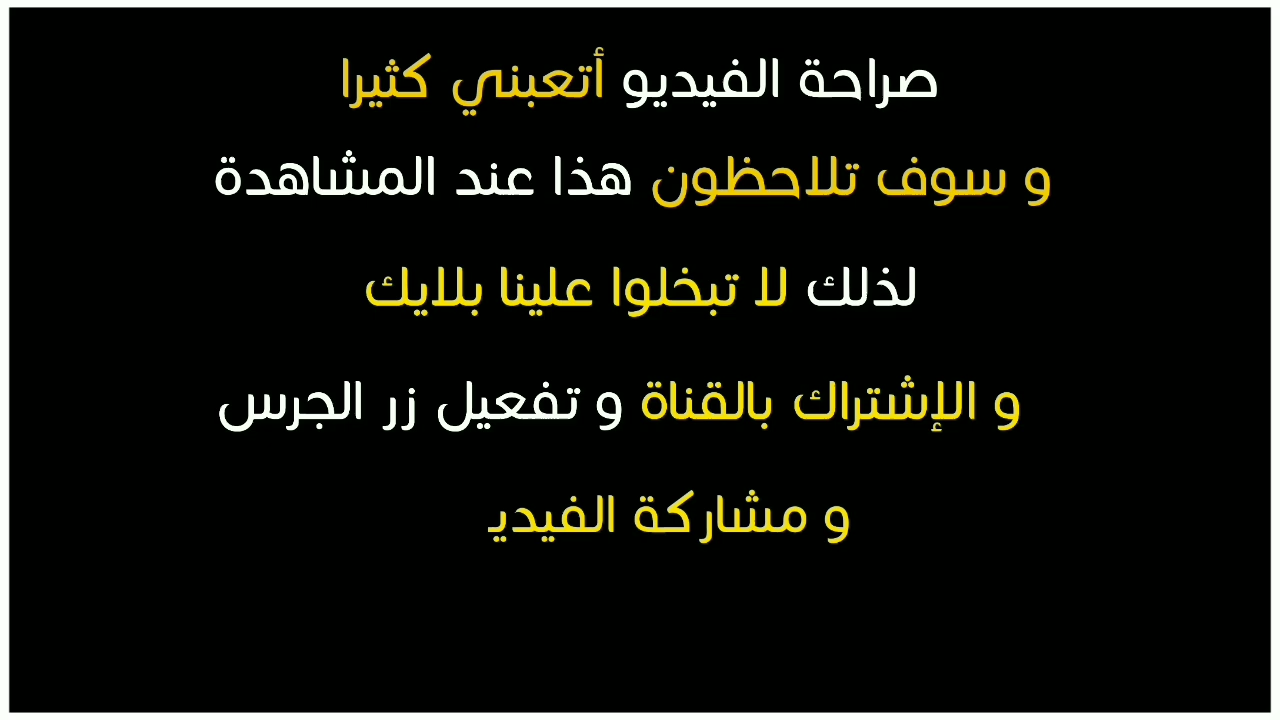 صراحة الفيديو أتعبني كثيرا
و سوف تلاحظون هذا عند المشاهدة
لذلك لا تبخلوا علينا بلايك
و الإشتراك بالقناة و تفعيل زر الجرس
و مشاركة الفيديـ